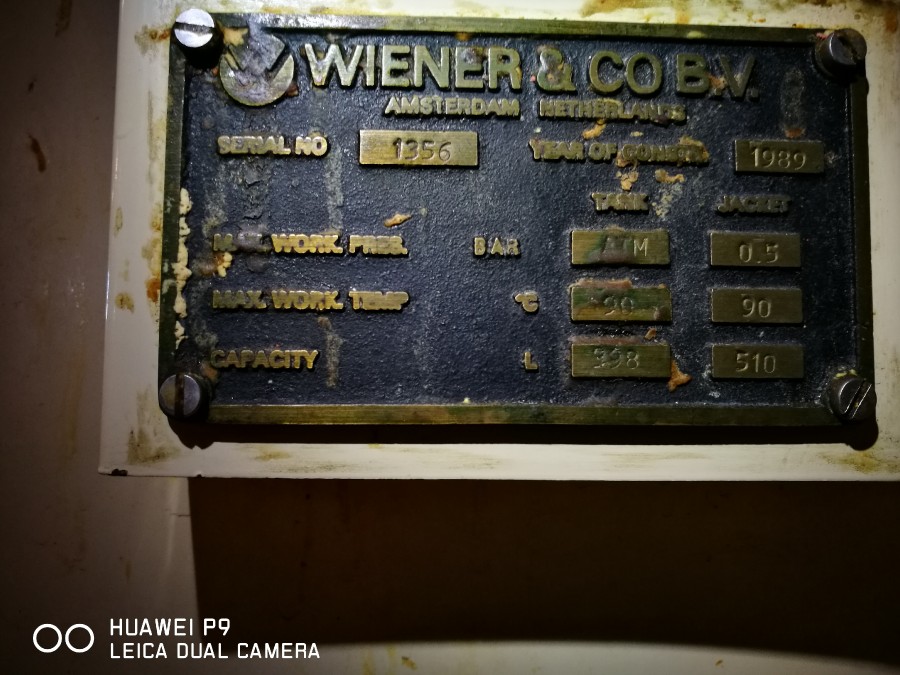 WIENER & CO B.V.
AMSTERDAM NETHERLANDS
SERIAL NO 1356 YEAR OF CONSTR. 1989
TANK JACKET
MAX. WORK. PRES. BAR 0.5
MAX. WORK. TEMP °C 90 90
CAPACITY L 510
HUAWEI P9
LEICA DUAL CAMERA